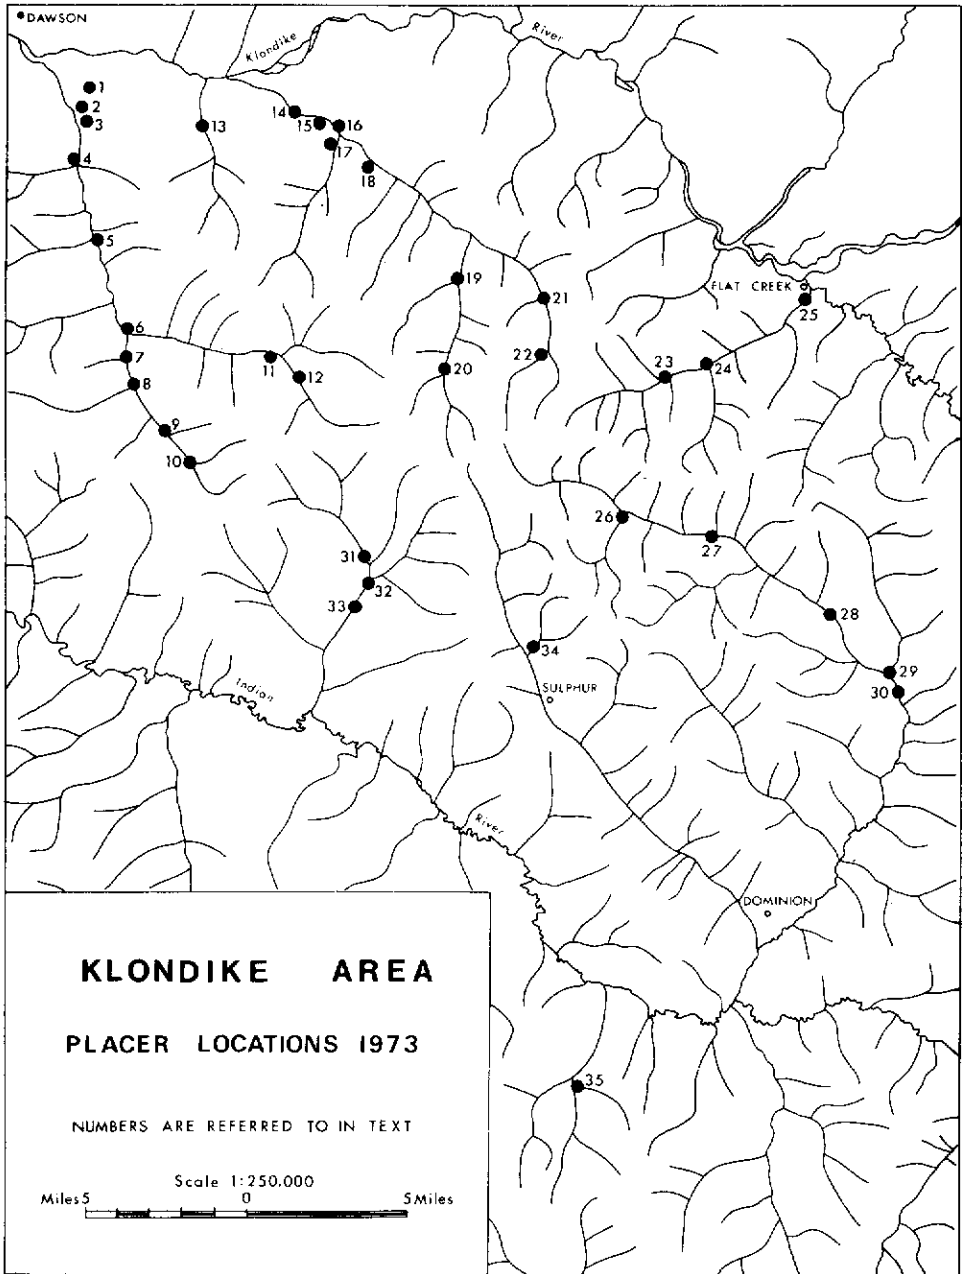 DAWSON
Klondike
River
1
2
3
4
5
6
7
8
9
10
11
12
13
14
15
16
17
18
19
20
21
22
23
24
FLAT CREEK
25
26
27
28
29
30
31
32
33
34
SULPHUR
Indian
River
DOMINION
35
KLONDIKE AREA
PLACER LOCATIONS 1973
NUMBERS ARE REFERRED TO IN TEXT
Scale 1:250,000
Miles 5 0 5 Miles